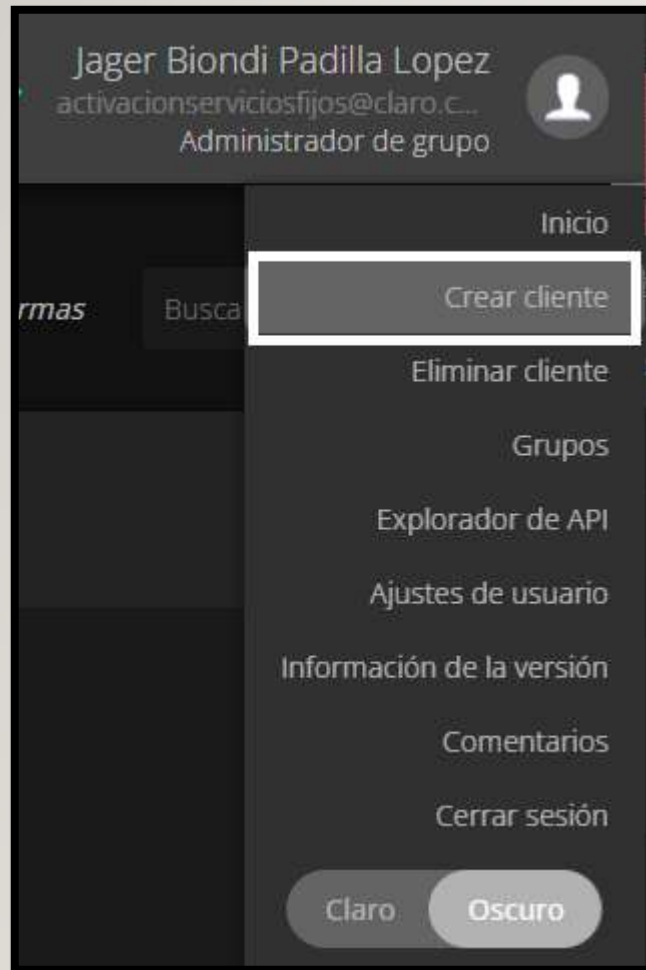 Jager Biondi Padilla Lopez
activacionserviciosfijos@claro.c...
Administrador de grupo
Inicio
rmas Busca Crear cliente
Eliminar cliente
Grupos
Explorador de API
Ajustes de usuario
Información de la versión
Comentarios
Cerrar sesión
Claro Oscuro